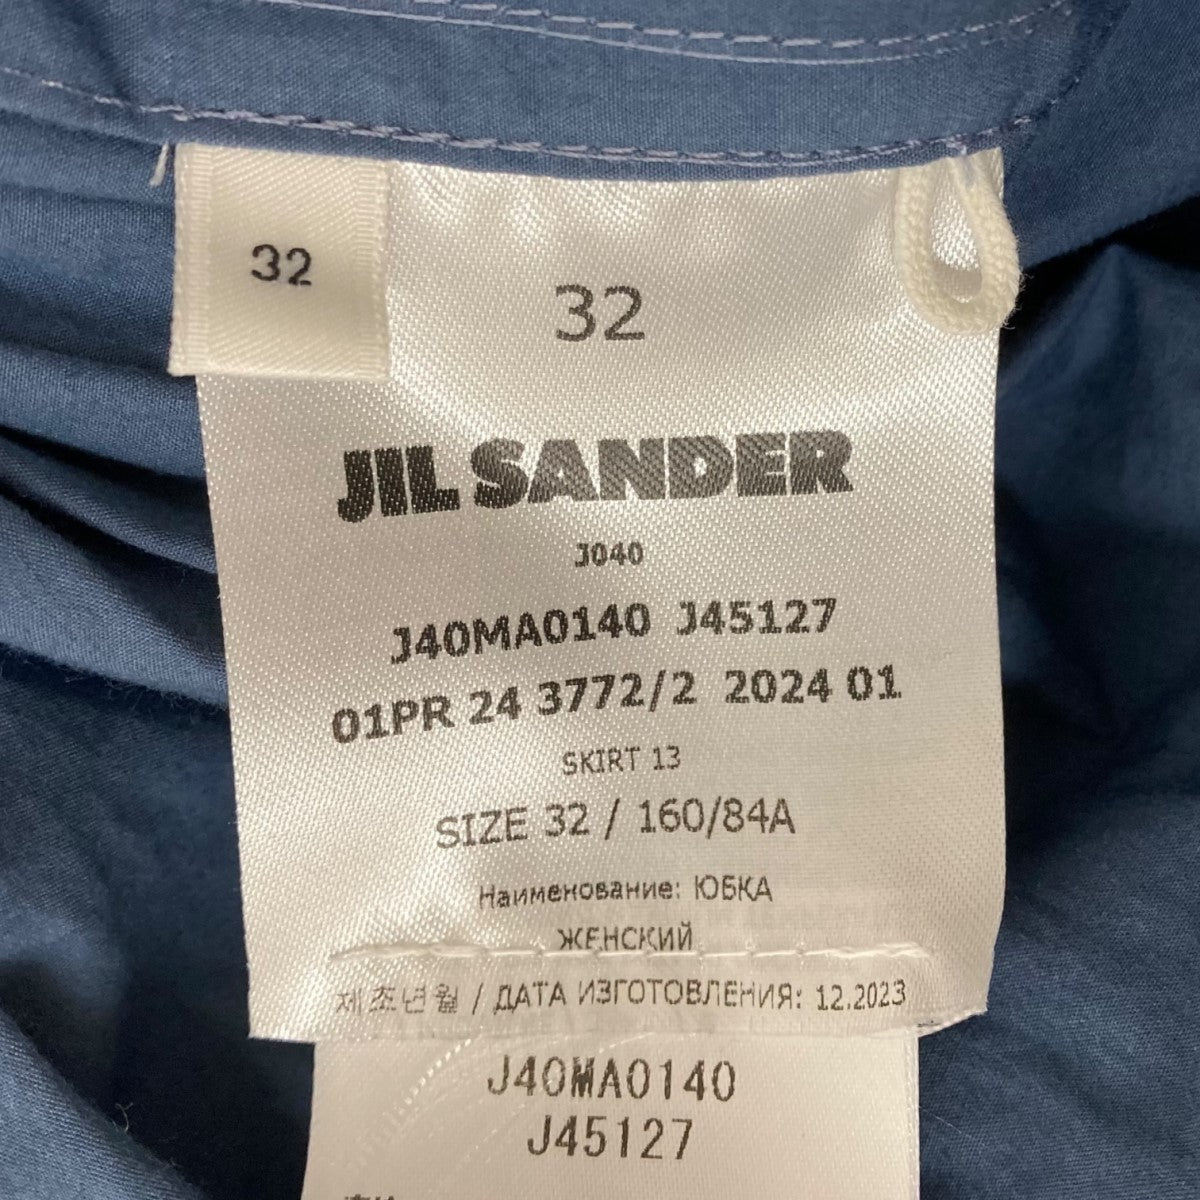 32
32
JIL SANDER
J040
J40MA0140 J45127
01PR 24 3772/2 2024 01
SKIRT 13
SIZE 32 / 160/84A
Наименование: ЮБКА
ЖЕНСКИЙ
제조년월 / ДАТА ИЗГОТОВЛЕНИЯ: 12.2023
J40MA0140
J45127